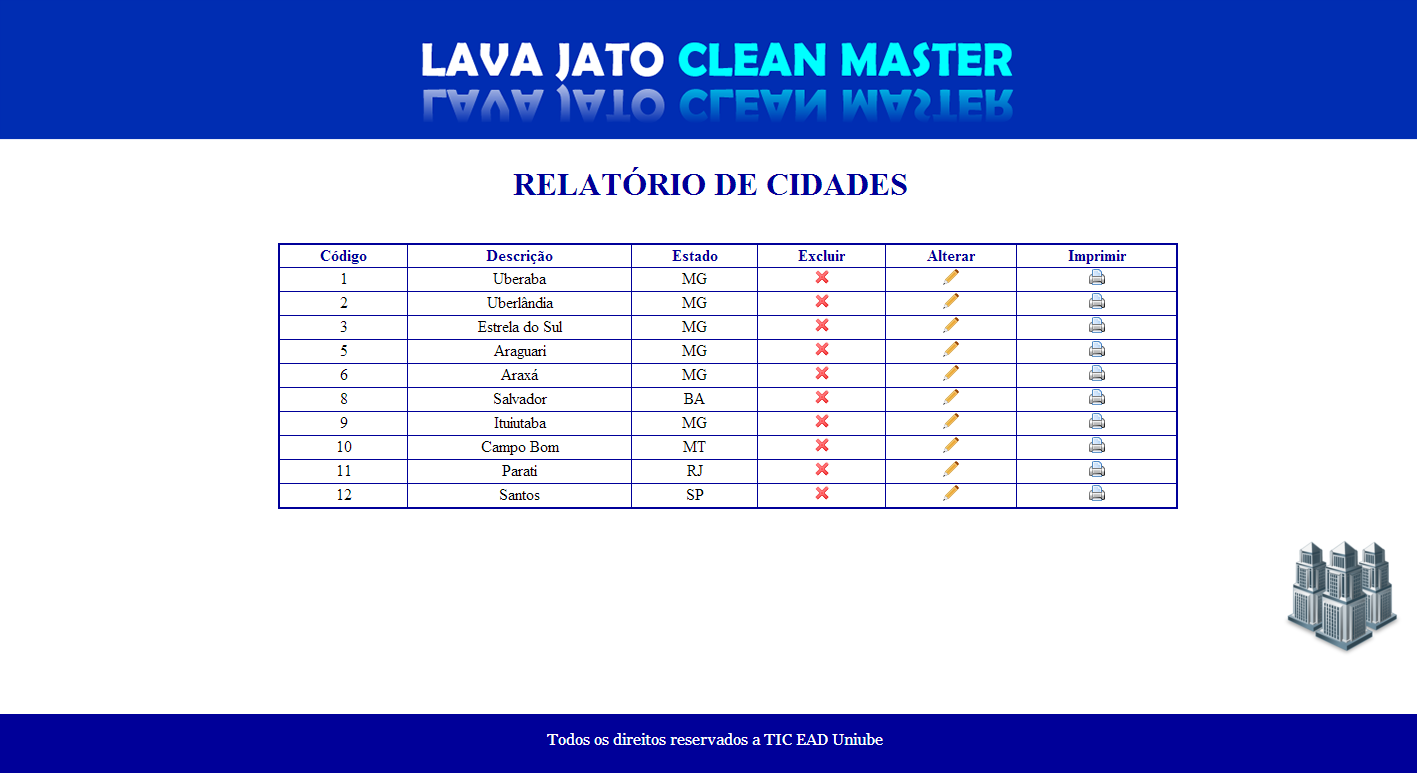 LAVA JATO CLEAN MASTER
RELATÓRIO DE CIDADES
Código Descrição Estado Excluir Alterar Imprimir
1 Uberaba MG
2 Uberlândia MG
3 Estrela do Sul MG
5 Araguari MG
6 Araxá MG
8 Salvador BA
9 Ituiutaba MG
10 Campo Bom MT
11 Parati RJ
12 Santos SP
Todos os direitos reservados a TIC EAD Uniube